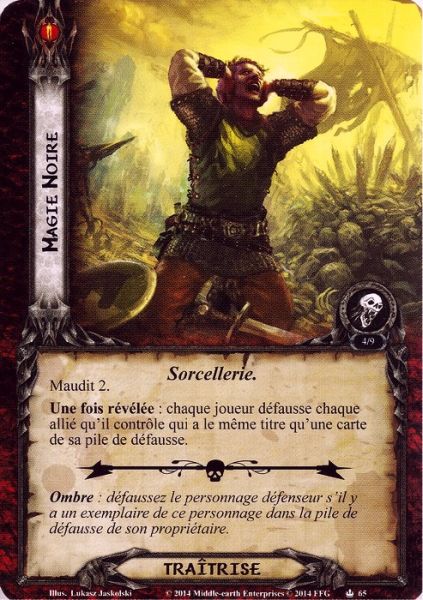 MAGIE NOIRE
4/9
Sorcellerie.
Maudit 2.
Une fois révélée : chaque joueur défausse chaque
allié qu'il contrôle qui a le même titre qu'une carte
de sa pile de défausse.
Ombre : défaussez le personnage défenseur s'il y
a un exemplaire de ce personnage dans la pile de
défausse de son propriétaire.
TRAÎTRISE
Illus. Lukasz Jaskolski © 2014 Middle-earth Enterprises © 2014 FFG 65